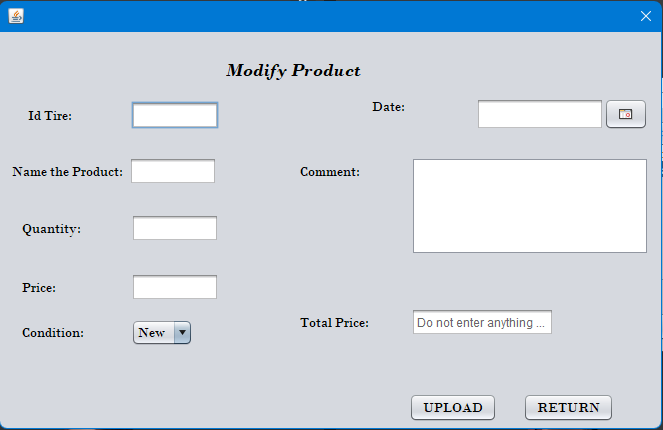 Modify Product
Id Tire:
Date:
Name the Product:
Comment:
Quantity:
Price:
Total Price:
Do not enter anything ...
Condition:
New
UPLOAD
RETURN